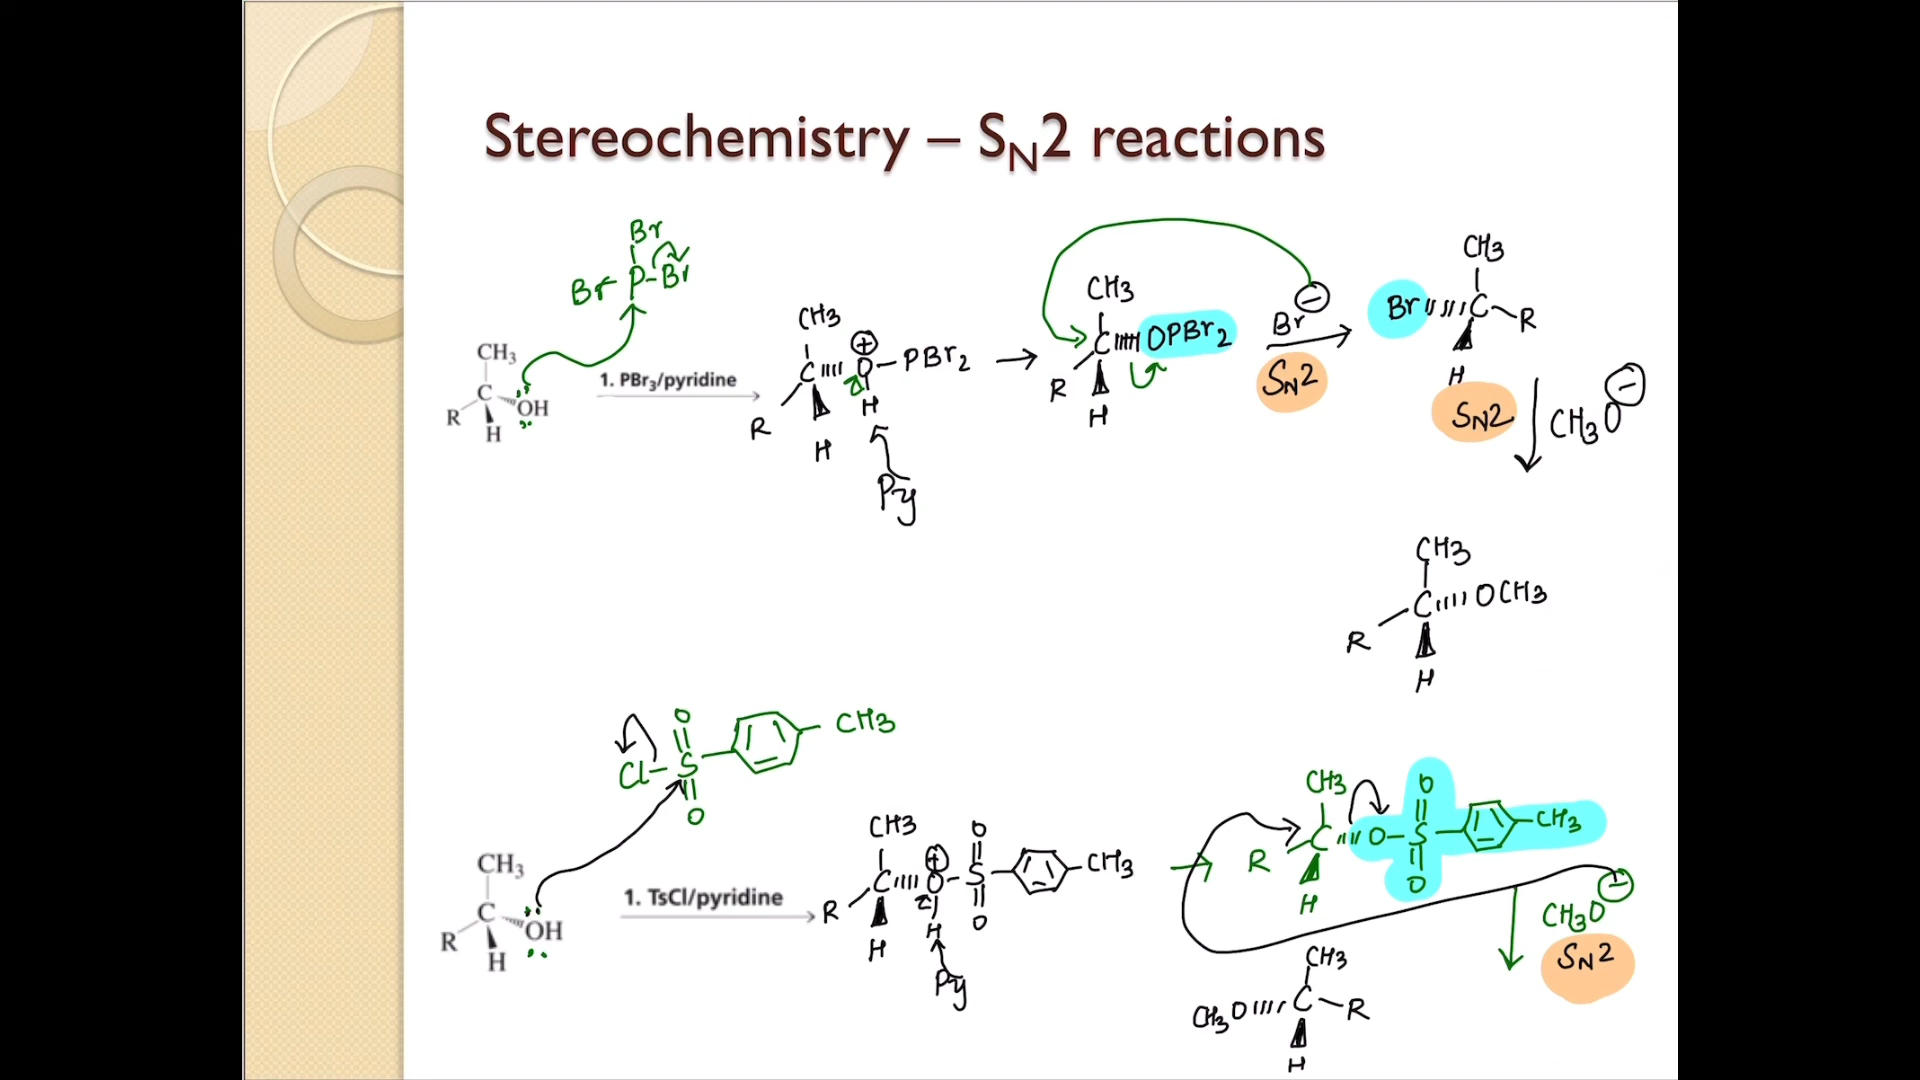 Stereochemistry – SN2 reactions
Br
Br P-Br
CH3
C OH
R H
1. PBr3/pyridine
CH3
⊕
C O-PBr2
R H H
Py
CH3
C OPBr2
R H
Br⊖
SN2
CH3
Br C R
H
SN2
CH3O⊖
CH3
C OCH3
R
H
O
Cl-S CH3
O
CH3
C OH
R H
1. TsCl/pyridine
CH3 O
⊕
C O-S CH3
R O
H H
Py
CH3 O
R C O-S CH3
O
H
⊖
CH3O
SN2
CH3
CH3O C R
H